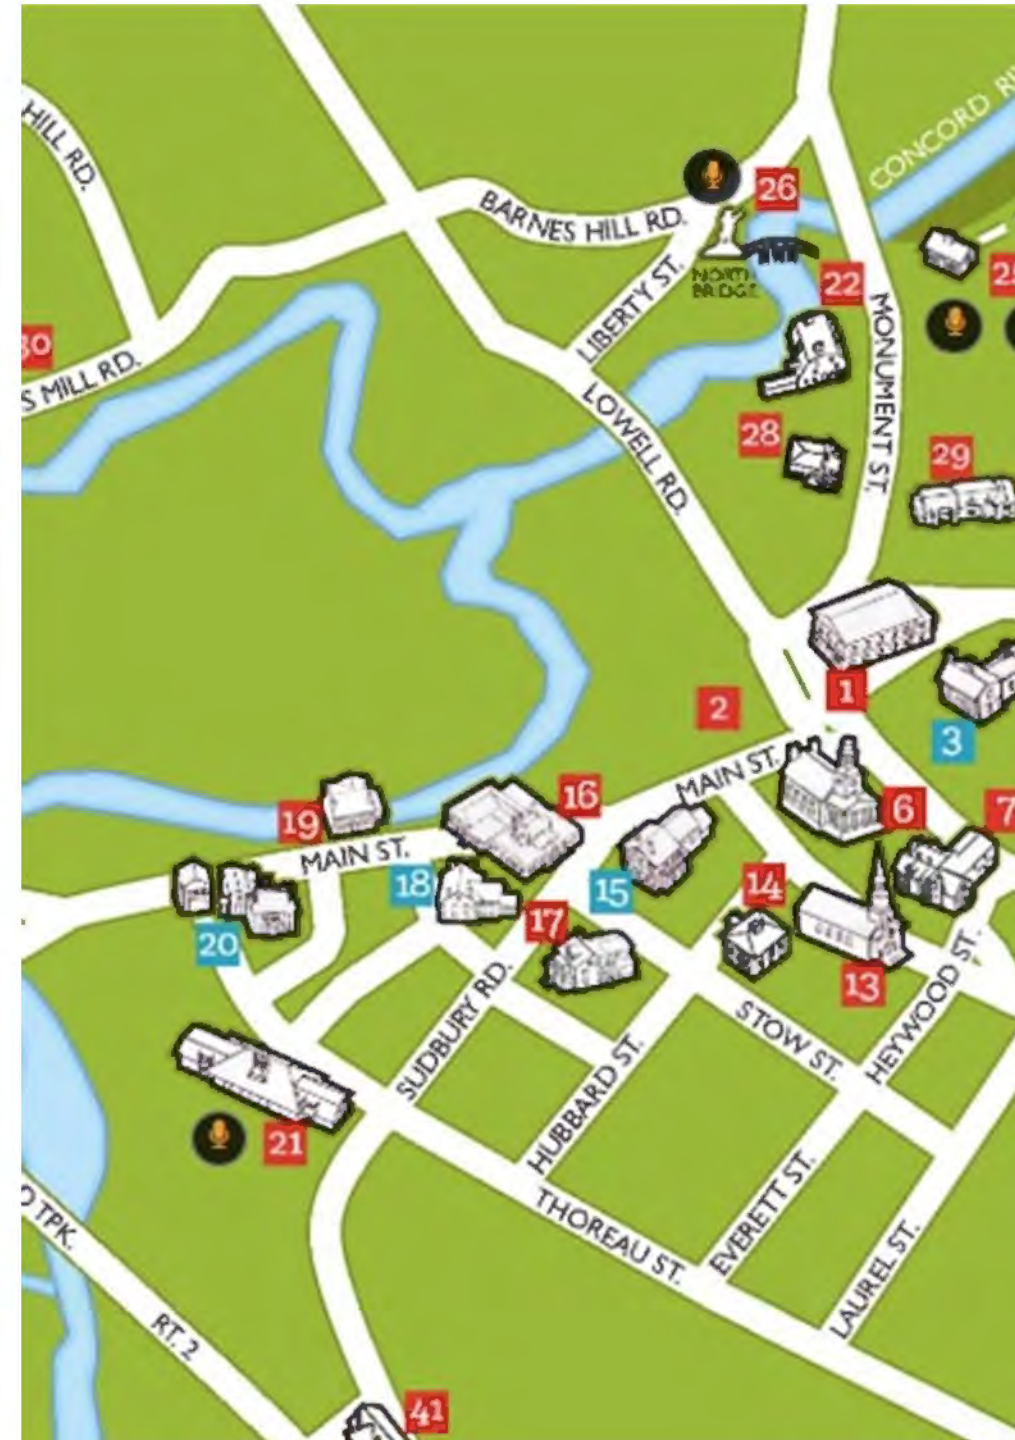 HILL RD.
CONCORD RI
26
BARNES HILL RD.
NORTH
BRIDGE
25
22
LIBERTY ST.
MONUMENT ST.
30
S MILL RD.
LOWELL RD.
28
29
1
2
3
MAIN ST.
16
6
7
19
MAIN ST.
18
15
14
17
20
13
HEYWOOD ST.
STOW ST.
SUDBURY RD.
HUBBARD ST.
21
O TPK.
THOREAU ST.
EVERETT ST.
LAUREL ST.
RT. 2
41